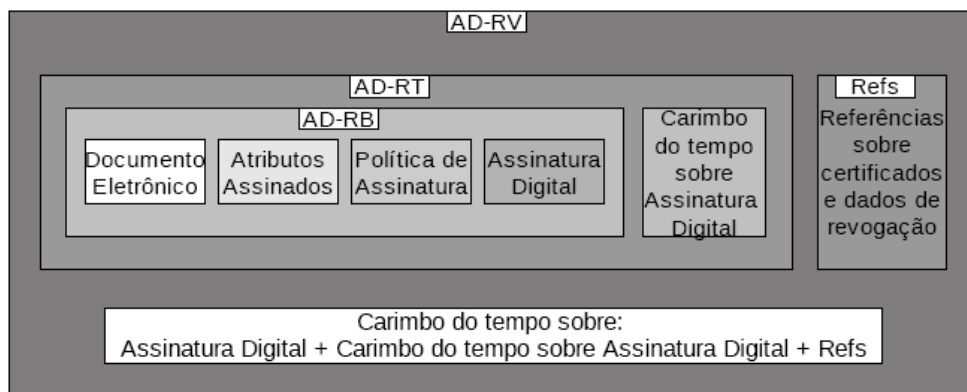 AD-RV
AD-RT
AD-RB
Documento
Eletrônico
Atributos
Assinados
Política de
Assinatura
Assinatura
Digital
Carimbo
do tempo
sobre
Assinatura
Digital
Refs
Referências
sobre
certificados
e dados de
revogação
Carimbo do tempo sobre:
Assinatura Digital + Carimbo do tempo sobre Assinatura Digital + Refs